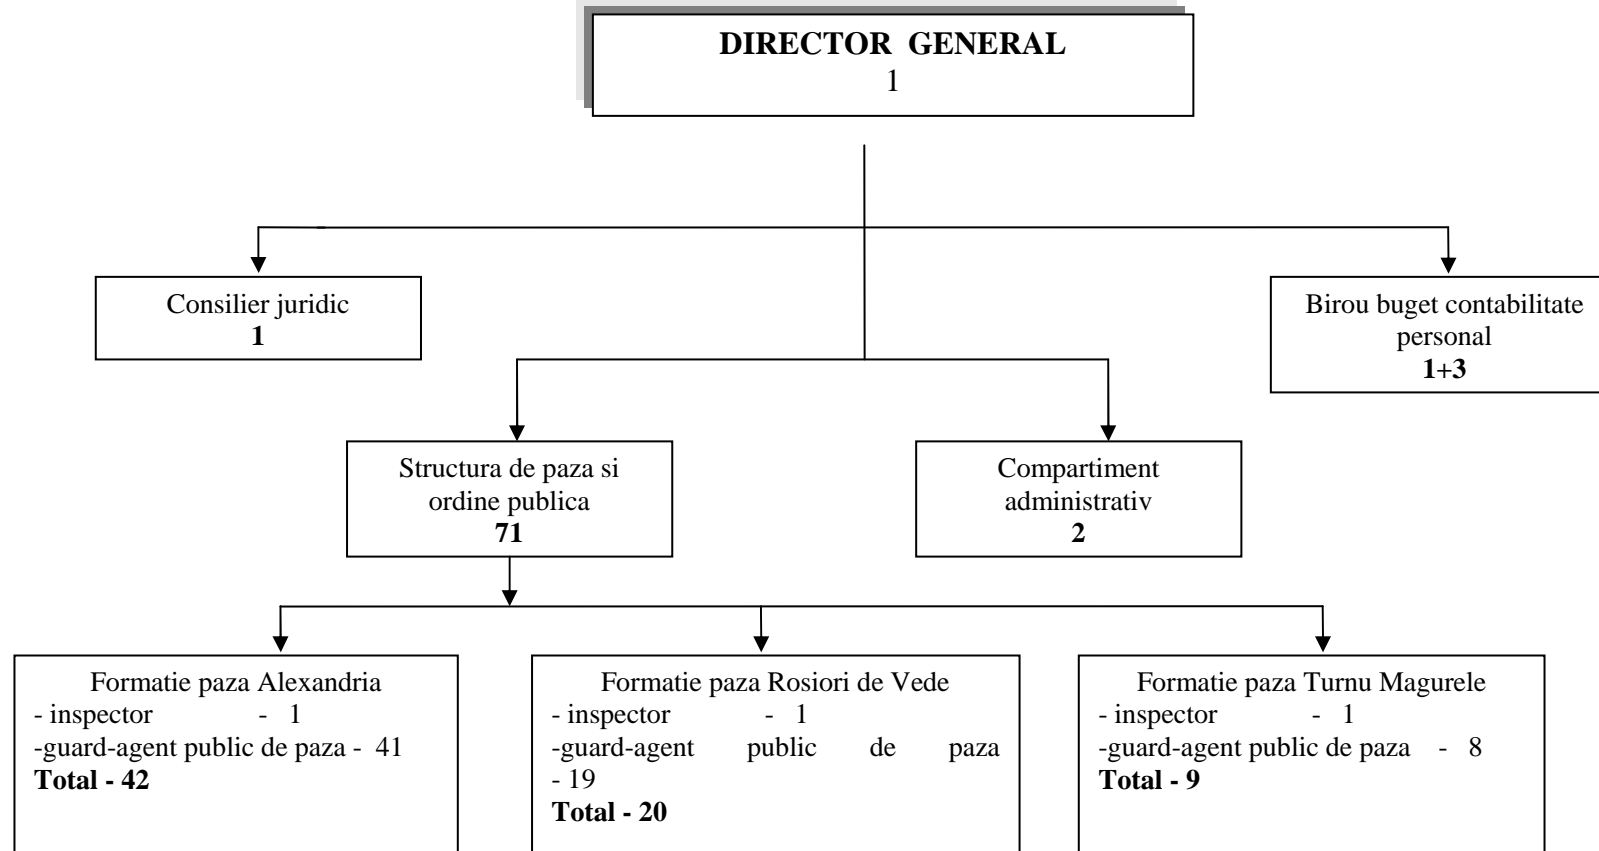 DIRECTOR GENERAL
1
Consilier juridic
1
Birou buget contabilitate
personal
1+3
Structura de paza si
ordine publica
71
Compartiment
administrativ
2
Formatie paza Alexandria
- inspector - 1
-guard-agent public de paza - 41
Total - 42
Formatie paza Rosiori de Vede
- inspector - 1
-guard-agent public de paza
- 19
Total - 20
Formatie paza Turnu Magurele
- inspector - 1
-guard-agent public de paza - 8
Total - 9